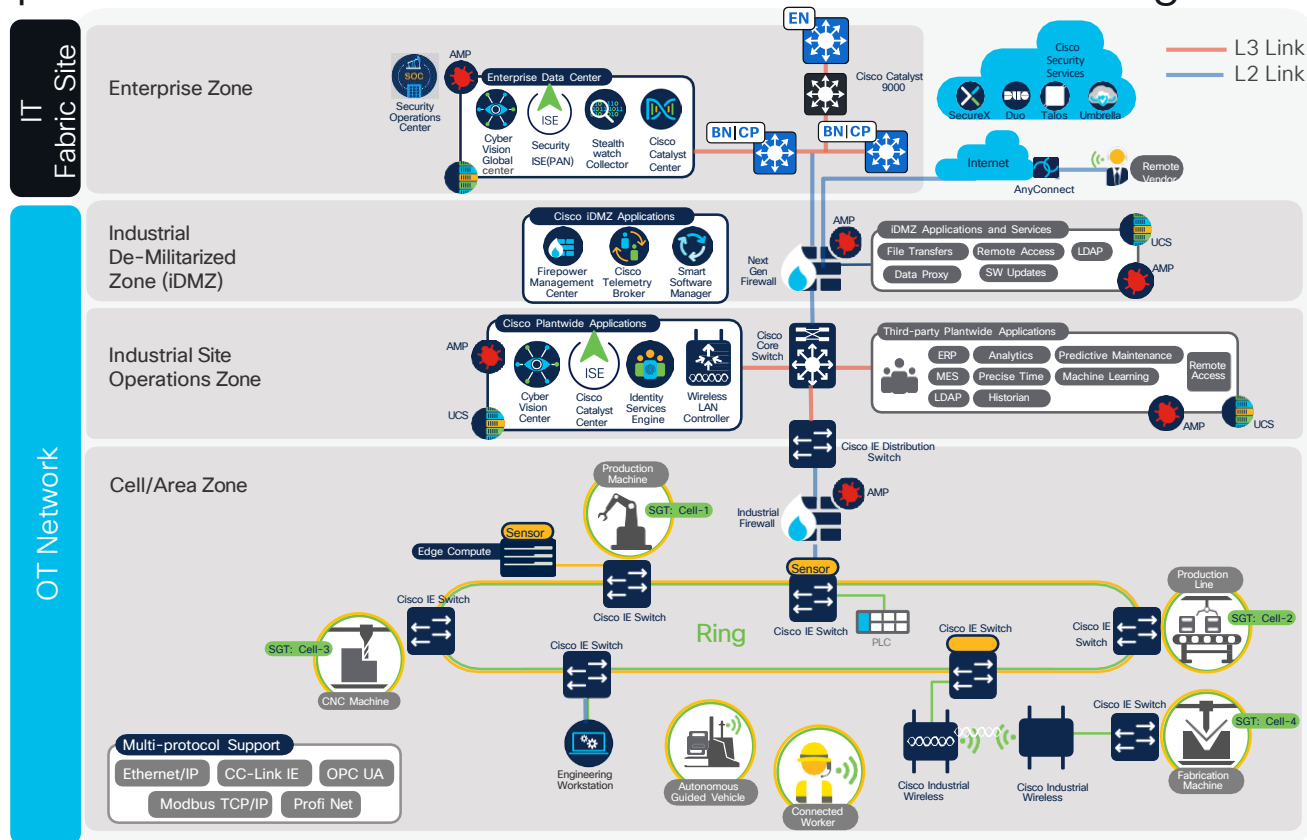 IT
Fabric Site
OT Network
Enterprise Zone
SOC
Security
Operations
Center
AMP
Enterprise Data Center
Cyber
Vision
Global
center
ISE
Security
ISE(PAN)
Stealth
watch
Collector
Cisco
Catalyst
Center
EN
Cisco Catalyst
9000
BN|CP
BN|CP
Cisco
Security
Services
SecureX
Duo
Talos
Umbrella
L3 Link
L2 Link
Internet
AnyConnect
Remote
Vendor
Industrial
De-Militarized
Zone (iDMZ)
Cisco iDMZ Applications
Firepower
Management
Center
Cisco
Telemetry
Broker
Smart
Software
Manager
Next
Gen
Firewall
AMP
iDMZ Applications and Services
File Transfers
Remote Access
LDAP
Data Proxy
SW Updates
UCS
AMP
Industrial Site
Operations Zone
AMP
UCS
Cisco Plantwide Applications
Cyber
Vision
Center
ISE
Cisco
Catalyst
Center
Identity
Services
Engine
Wireless
LAN
Controller
Cisco
Core
Switch
Third-party Plantwide Applications
ERP
Analytics
Predictive Maintenance
MES
Precise Time
Machine Learning
LDAP
Historian
Remote
Access
AMP
UCS
Cisco IE Distribution
Switch
Cell/Area Zone
Production
Machine
SGT: Cell-1
Industrial
Firewall
AMP
Sensor
Edge Compute
Sensor
Cisco IE Switch
Cisco IE Switch
Cisco IE Switch
Ring
PLC
Cisco IE Switch
Cisco IE
Switch
Production
Line
SGT: Cell-2
SGT: Cell-3
CNC Machine
Cisco IE Switch
Engineering
Workstation
Autonomous
Guided Vehicle
Connected
Worker
Cisco Industrial
Wireless
Cisco Industrial
Wireless
Cisco IE Switch
SGT: Cell-4
Fabrication
Machine
Multi-protocol Support
Ethernet/IP
CC-Link IE
OPC UA
Modbus TCP/IP
Profi Net